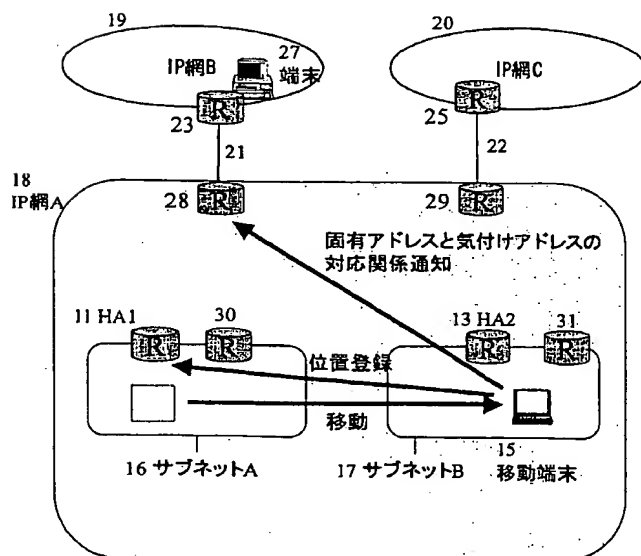 19
20
IP網B
27
端末
IP網C
R
R
23
25
21
22
18
IP網A
28
R
29
R
固有アドレスと気付けアドレスの
対応関係通知
11 HA1
30
13 HA2
31
R
R
R
R
位置登録
移動
15
移動端末
16 サブネットA
17 サブネットB